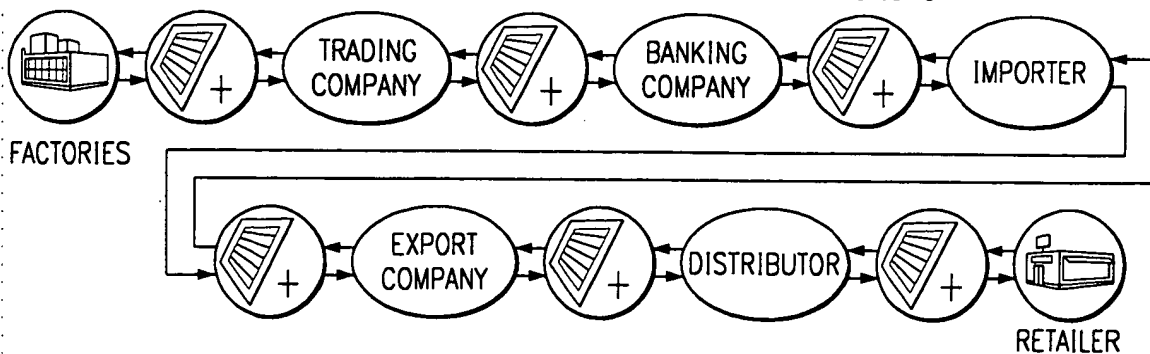 TRADING
COMPANY
BANKING
COMPANY
IMPORTER
FACTORIES
EXPORT
COMPANY
DISTRIBUTOR
RETAILER